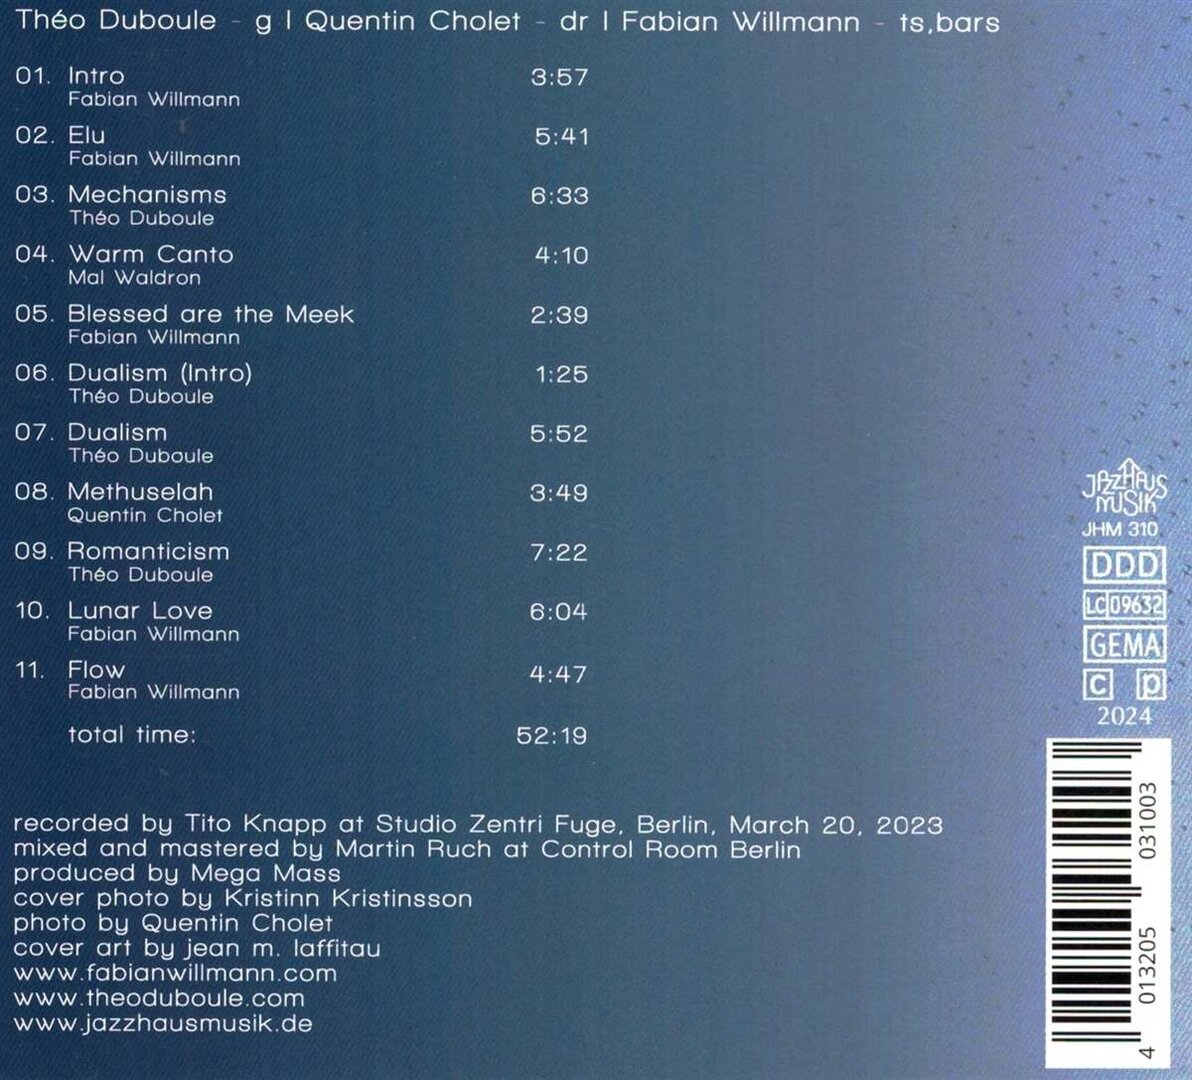 Théo Duboule - g | Quentin Cholet - dr | Fabian Willmann - ts,bars
01. Intro 3:57
Fabian Willmann
02. Elu 5:41
Fabian Willmann
03. Mechanisms 6:33
Théo Duboule
04. Warm Canto 4:10
Mal Waldron
05. Blessed are the Meek 2:39
Fabian Willmann
06. Dualism (Intro) 1:25
Théo Duboule
07. Dualism 5:52
Théo Duboule
08. Methuselah 3:49
Quentin Cholet
09. Romanticism 7:22
Théo Duboule
10. Lunar Love 6:04
Fabian Willmann
11. Flow 4:47
Fabian Willmann
total time: 52:19
recorded by Tito Knapp at Studio Zentri Fuge, Berlin, March 20, 2023
mixed and mastered by Martin Ruch at Control Room Berlin
produced by Mega Mass
cover photo by Kristinn Kristinsson
photo by Quentin Cholet
cover art by jean m. laffitau
www.fabianwillmann.com
www.theoduboule.com
www.jazzhausmusik.de
JAZZHAUS
MUSIK
JHM 310
DDD
LC 09632
GEMA
c p
2024
4 013205 031003